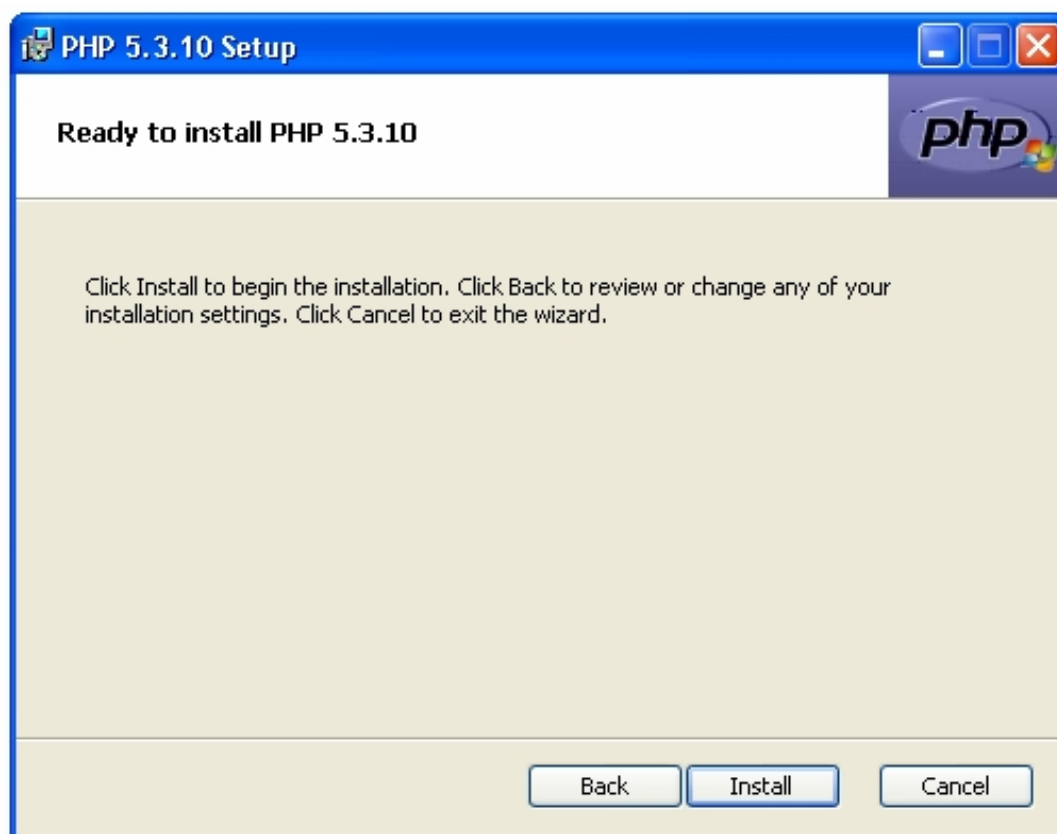 PHP 5.3.10 Setup
Ready to install PHP 5.3.10
php
Click Install to begin the installation. Click Back to review or change any of your
installation settings. Click Cancel to exit the wizard.
Back Install Cancel